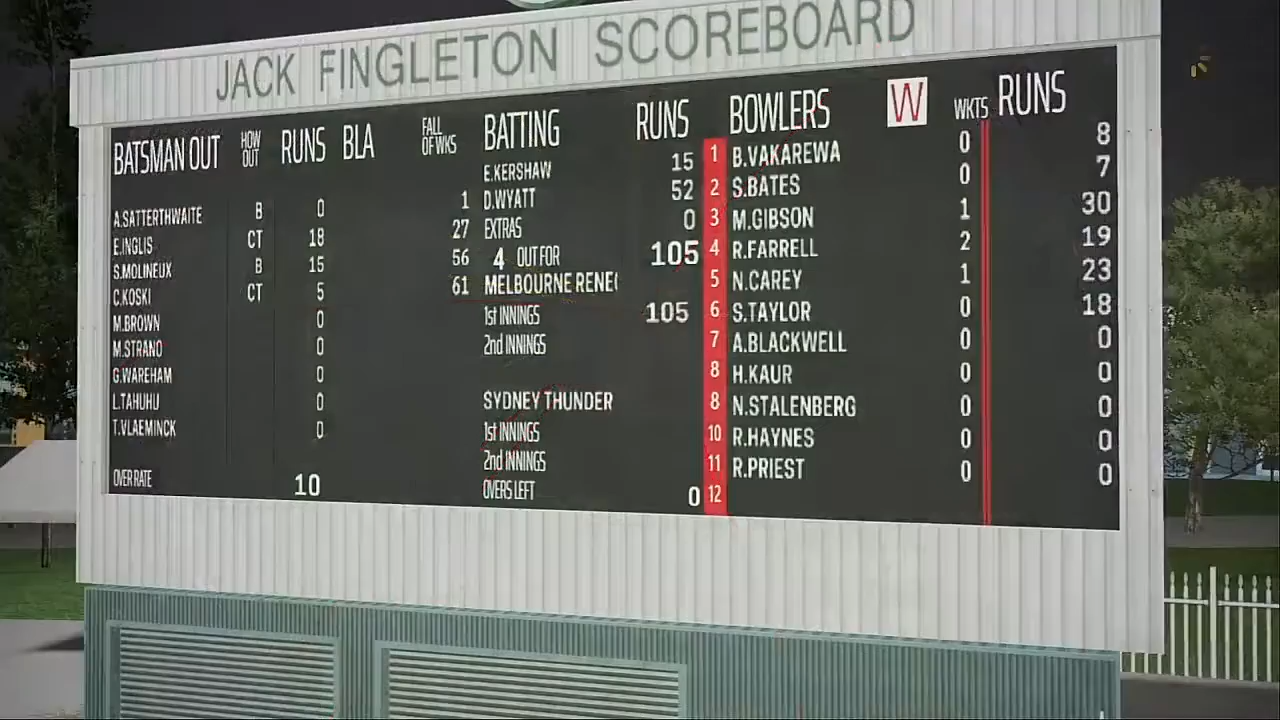 JACK FINGLETON SCOREBOARD
BATSMAN OUT HOW OUT RUNS BLA FALL OF WKS BATTING RUNS BOWLERS W WKTS RUNS
E.KERSHAW 15 1 B.VAKAREWA 0 8
A.SATTERTHWAITE B 0 1 D.WYATT 52 2 S.BATES 0 7
E.INGLIS CT 18 27 EXTRAS 0 3 M.GIBSON 1 30
S.MOLINEUX B 15 56 4 OUT FOR 105 4 R.FARRELL 2 19
C.KOSKI CT 5 61 MELBOURNE RENE 5 N.CAREY 1 23
M.BROWN 0 1st INNINGS 105 6 S.TAYLOR 0 18
M.STRANO 0 2nd INNINGS 7 A.BLACKWELL 0 0
G.WAREHAM 0 8 H.KAUR 0 0
L.TAHUHU 0 SYDNEY THUNDER 8 N.STALENBERG 0 0
T.VLAEMINCK 0 1st INNINGS 10 R.HAYNES 0 0
2nd INNINGS 11 R.PRIEST 0 0
OVER RATE 10 OVERS LEFT 0 12